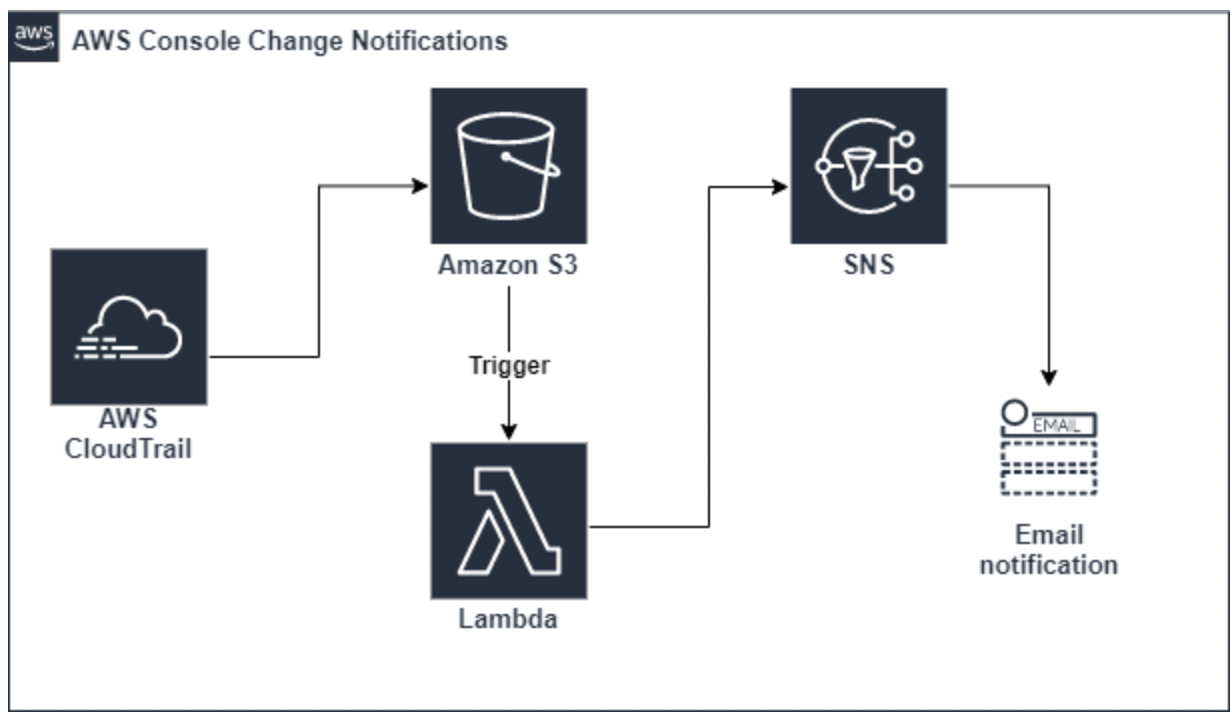 aws
AWS Console Change Notifications
Amazon S3
SNS
Trigger
AWS
CloudTrail
EMAIL
Email
notification
Lambda